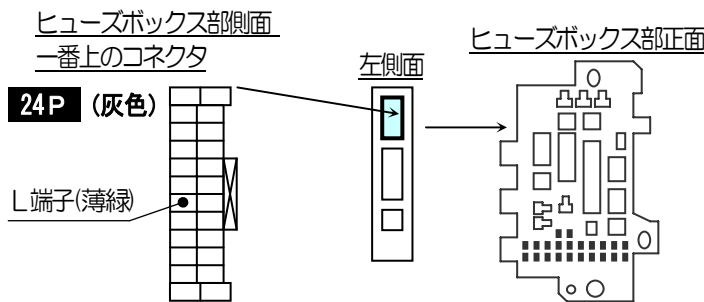 ヒューズボックス部側面
一番上のコネクタ
24P (灰色)
L端子(薄緑)
左側面
ヒューズボックス部正面